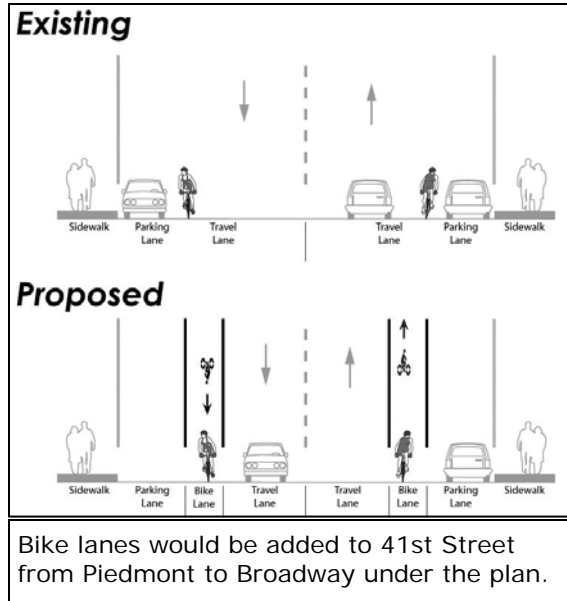 Existing
Sidewalk Parking Lane Travel Lane Travel Lane Parking Lane Sidewalk
Proposed
Sidewalk Parking Lane Bike Lane Travel Lane Travel Lane Bike Lane Parking Lane Sidewalk
Bike lanes would be added to 41st Street
from Piedmont to Broadway under the plan.